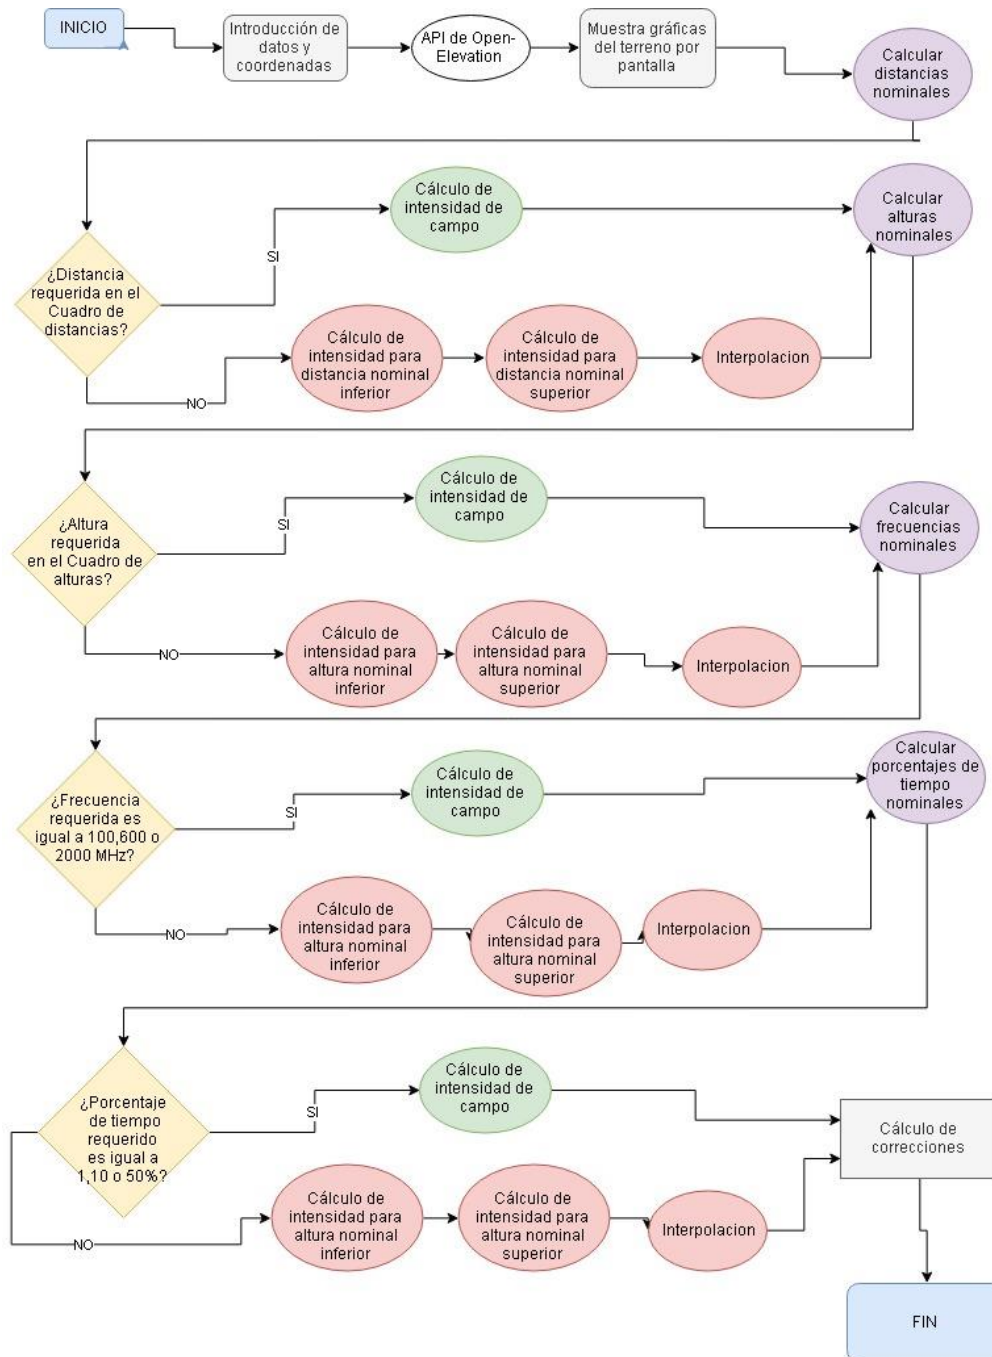 INICIO
Introducción de
datos y
coordenadas
API de Open-
Elevation
Muestra gráficas
del terreno por
pantalla
Calcular
distancias
nominales
¿Distancia
requerida en el
Cuadro de
distancias?
SI
Cálculo de
intensidad de
campo
Calcular
alturas
nominales
NO
Cálculo de
intensidad para
distancia nominal
inferior
Cálculo de
intensidad para
distancia nominal
superior
Interpolacion
¿Altura
requerida
en el Cuadro de
alturas?
SI
Cálculo de
intensidad de
campo
Calcular
frecuencias
nominales
NO
Cálculo de
intensidad para
altura nominal
inferior
Cálculo de
intensidad para
altura nominal
superior
Interpolacion
¿Frecuencia
requerida es
igual a 100,600 o
2000 MHz?
SI
Cálculo de
intensidad de
campo
Calcular
porcentajes de
tiempo
nominales
NO
Cálculo de
intensidad para
altura nominal
inferior
Cálculo de
intensidad para
altura nominal
superior
Interpolacion
¿Porcentaje
de tiempo
requerido
es igual a
1,10 o 50%?
SI
Cálculo de
intensidad de
campo
Cálculo de
correcciones
NO
Cálculo de
intensidad para
altura nominal
inferior
Cálculo de
intensidad para
altura nominal
superior
Interpolacion
FIN